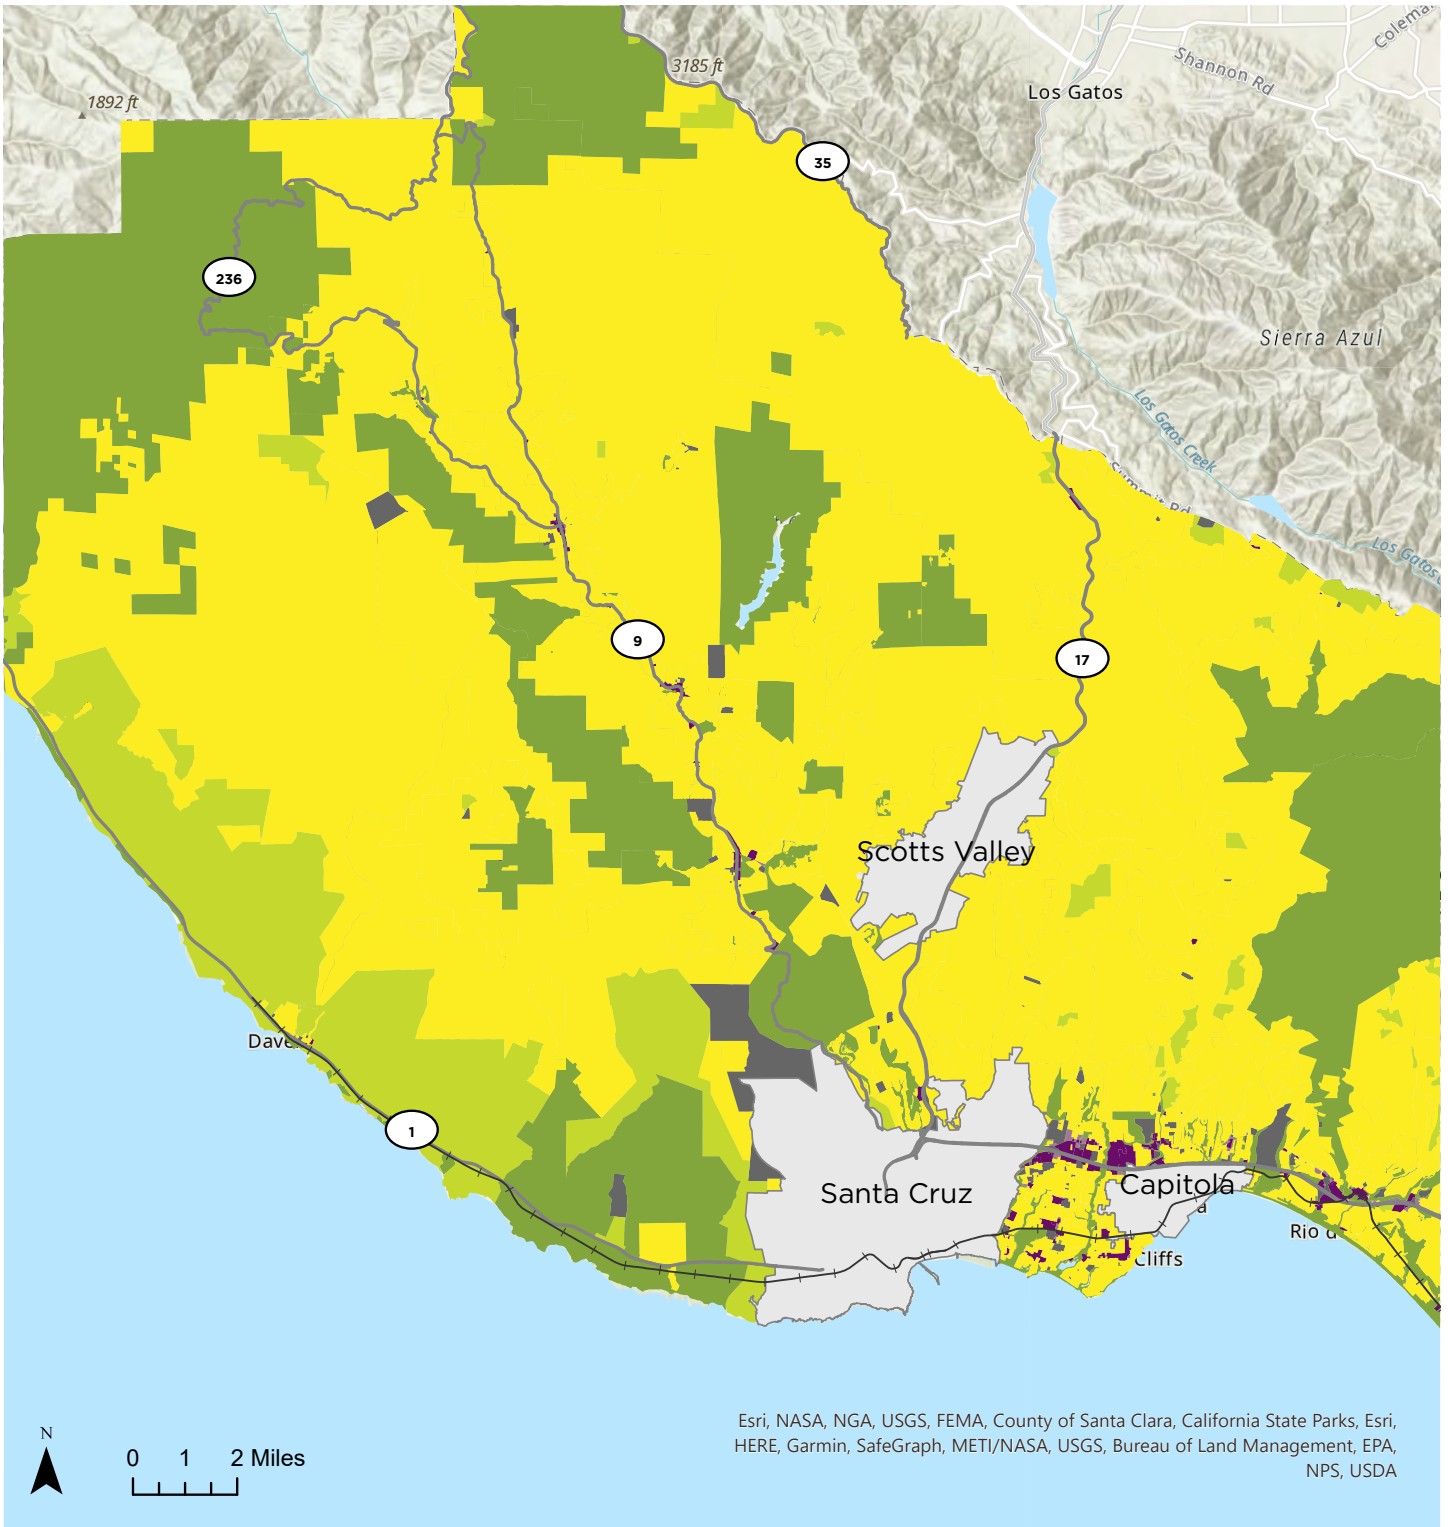 3185 ft
1892 ft
Los Gatos
Shannon Rd
35
236
Sierra Azul
Los Gatos Creek
Summit Rd
Los Gatos
9
17
Scotts Valley
Dave
1
Santa Cruz
Capitola
a
Rio d
Cliffs
Esri, NASA, NGA, USGS, FEMA, County of Santa Clara, California State Parks, Esri,
HERE, Garmin, SafeGraph, METI/NASA, USGS, Bureau of Land Management, EPA,
NPS, USDA
N
0 1 2 Miles